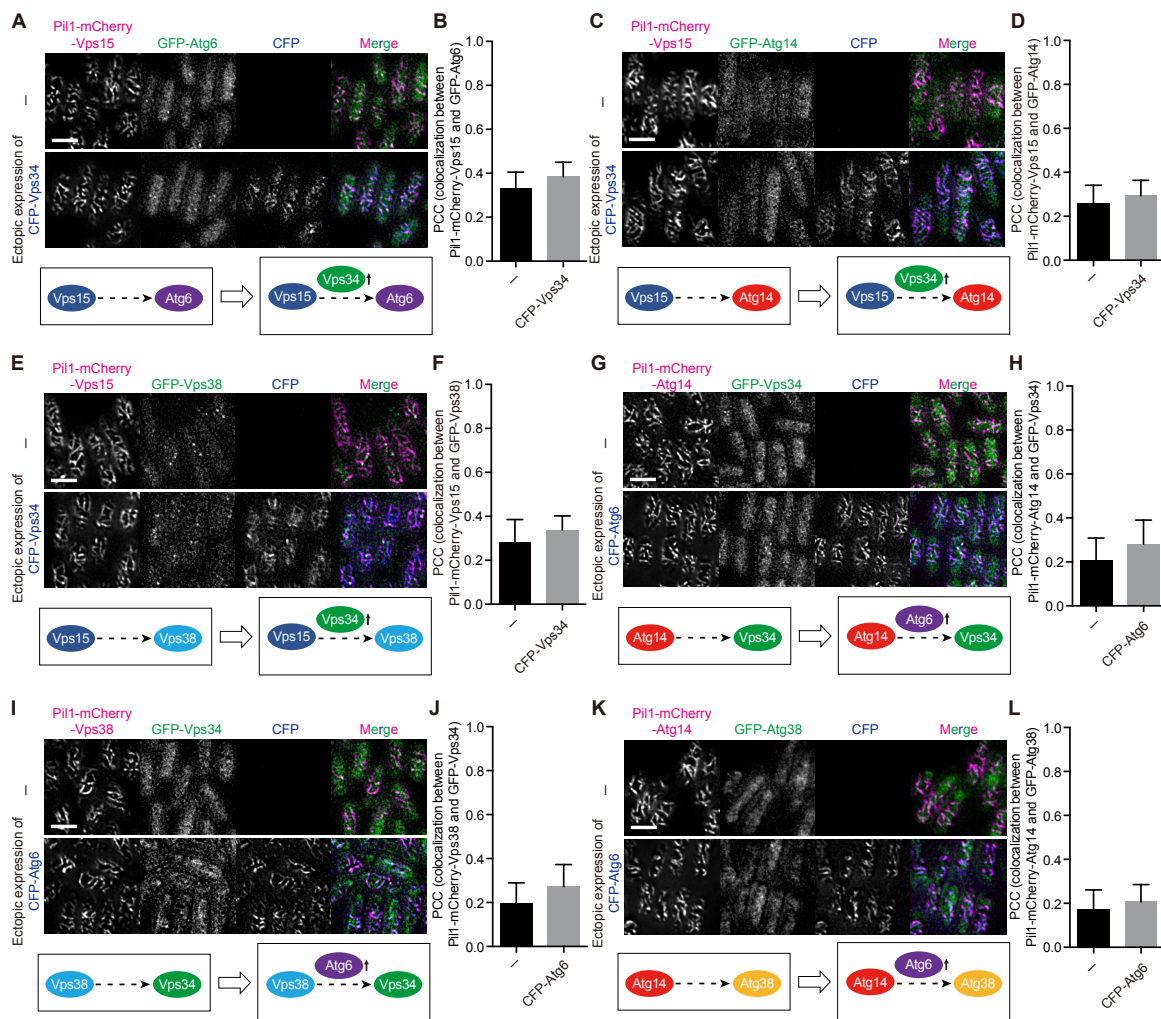 A
Pil1-mCherry
-Vps15
GFP-Atg6
CFP
Merge
Ectopic expression of
CFP-Vps34
–
Vps15
Atg6
Vps34
Vps15
Atg6
B
PCC (colocalization between
Pil1-mCherry-Vps15 and GFP-Atg6)
1.0
0.8
0.6
0.4
0.2
0.0
–
CFP-Vps34
C
Pil1-mCherry
-Vps15
GFP-Atg14
CFP
Merge
Ectopic expression of
CFP-Vps34
–
Vps15
Atg14
Vps34
Vps15
Atg14
D
PCC (colocalization between
Pil1-mCherry-Vps15 and GFP-Atg14)
1.0
0.8
0.6
0.4
0.2
0.0
–
CFP-Vps34
E
Pil1-mCherry
-Vps15
GFP-Vps38
CFP
Merge
Ectopic expression of
CFP-Vps34
–
Vps15
Vps38
Vps34
Vps15
Vps38
F
PCC (colocalization between
Pil1-mCherry-Vps15 and GFP-Vps38)
1.0
0.8
0.6
0.4
0.2
0.0
–
CFP-Vps34
G
Pil1-mCherry
-Atg14
GFP-Vps34
CFP
Merge
Ectopic expression of
CFP-Atg6
–
Atg14
Vps34
Atg6
Atg14
Vps34
H
PCC (colocalization between
Pil1-mCherry-Atg14 and GFP-Vps34)
1.0
0.8
0.6
0.4
0.2
0.0
–
CFP-Atg6
I
Pil1-mCherry
-Vps38
GFP-Vps34
CFP
Merge
Ectopic expression of
CFP-Atg6
–
Vps38
Vps34
Atg6
Vps38
Vps34
J
PCC (colocalization between
Pil1-mCherry-Vps38 and GFP-Vps34)
1.0
0.8
0.6
0.4
0.2
0.0
–
CFP-Atg6
K
Pil1-mCherry
-Atg14
GFP-Atg38
CFP
Merge
Ectopic expression of
CFP-Atg6
–
Atg14
Atg38
Atg6
Atg14
Atg38
L
PCC (colocalization between
Pil1-mCherry-Atg14 and GFP-Atg38)
1.0
0.8
0.6
0.4
0.2
0.0
–
CFP-Atg6